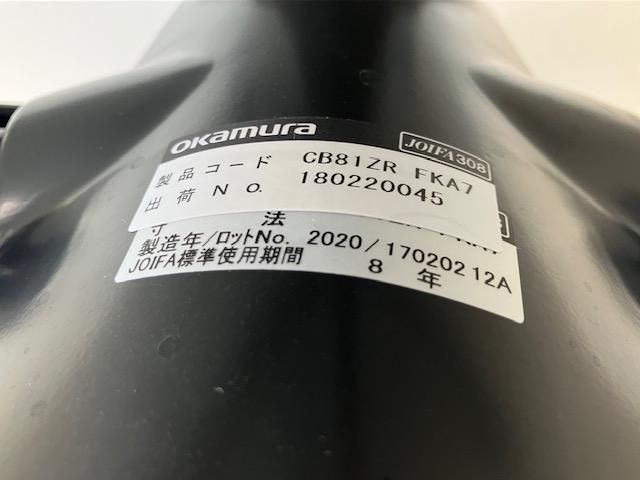 okamura
JOIFA308
製品コード CB81ZR FKA7
出荷 NO. 180220045
寸 法
製造年/ロットNo. 2020/17020212A
JOIFA標準使用期間 8 年